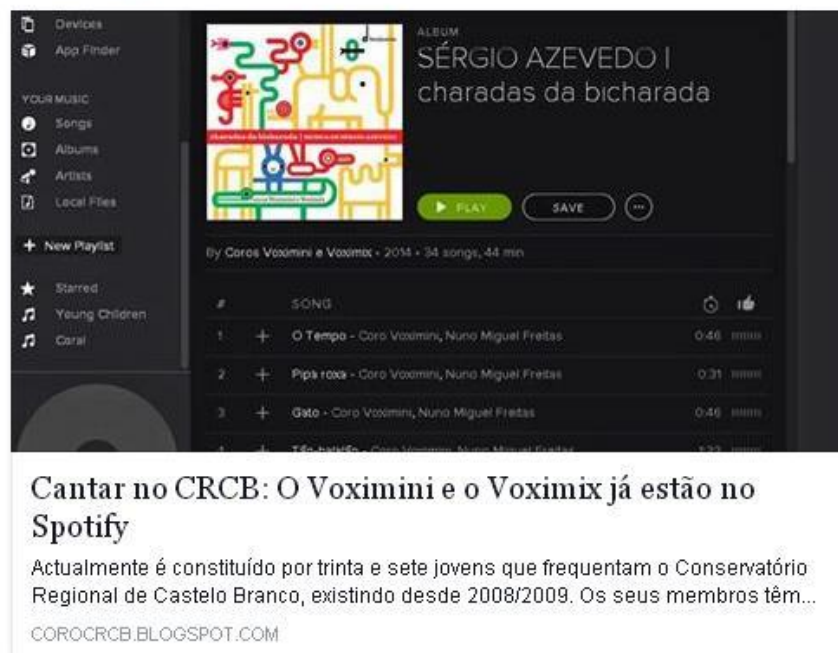 Devices
App Finder
YOUR MUSIC
Songs
Albums
Artists
Local Files
+ New Playlist
Starred
Young Children
Coral
charadas da bicharada |
ALBUM
SÉRGIO AZEVEDO |
charadas da bicharada
PLAY SAVE
By Coros Voximini e Voximix • 2014 • 34 songs, 44 min
# SONG
1 + O Tempo - Coro Voximini, Nuno Miguel Freitas 0:46
2 + Pipa roxa - Coro Voximini, Nuno Miguel Freitas 0:31
3 + Gato - Coro Voximini, Nuno Miguel Freitas 0:46
Cantar no CRCB: O Voximini e o Voximix já estão no
Spotify
Actualmente é constituído por trinta e sete jovens que frequentam o Conservatório
Regional de Castelo Branco, existindo desde 2008/2009. Os seus membros têm...
COROCRCB.BLOGSPOT.COM